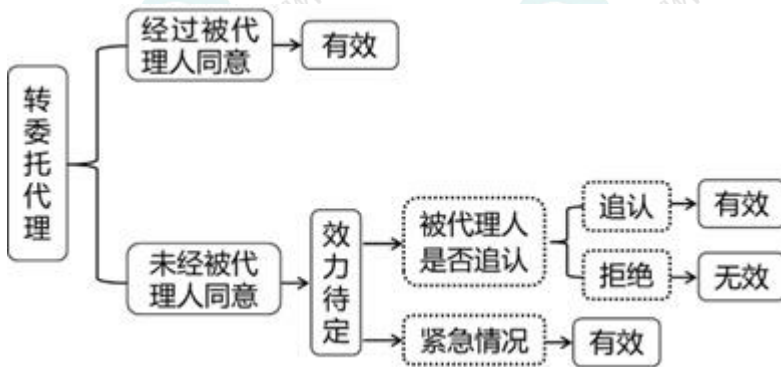 转委托代理
经过被代
理人同意
有效
未经被代
理人同意
效力待定
被代理人
是否追认
追认
有效
拒绝
无效
紧急情况
有效